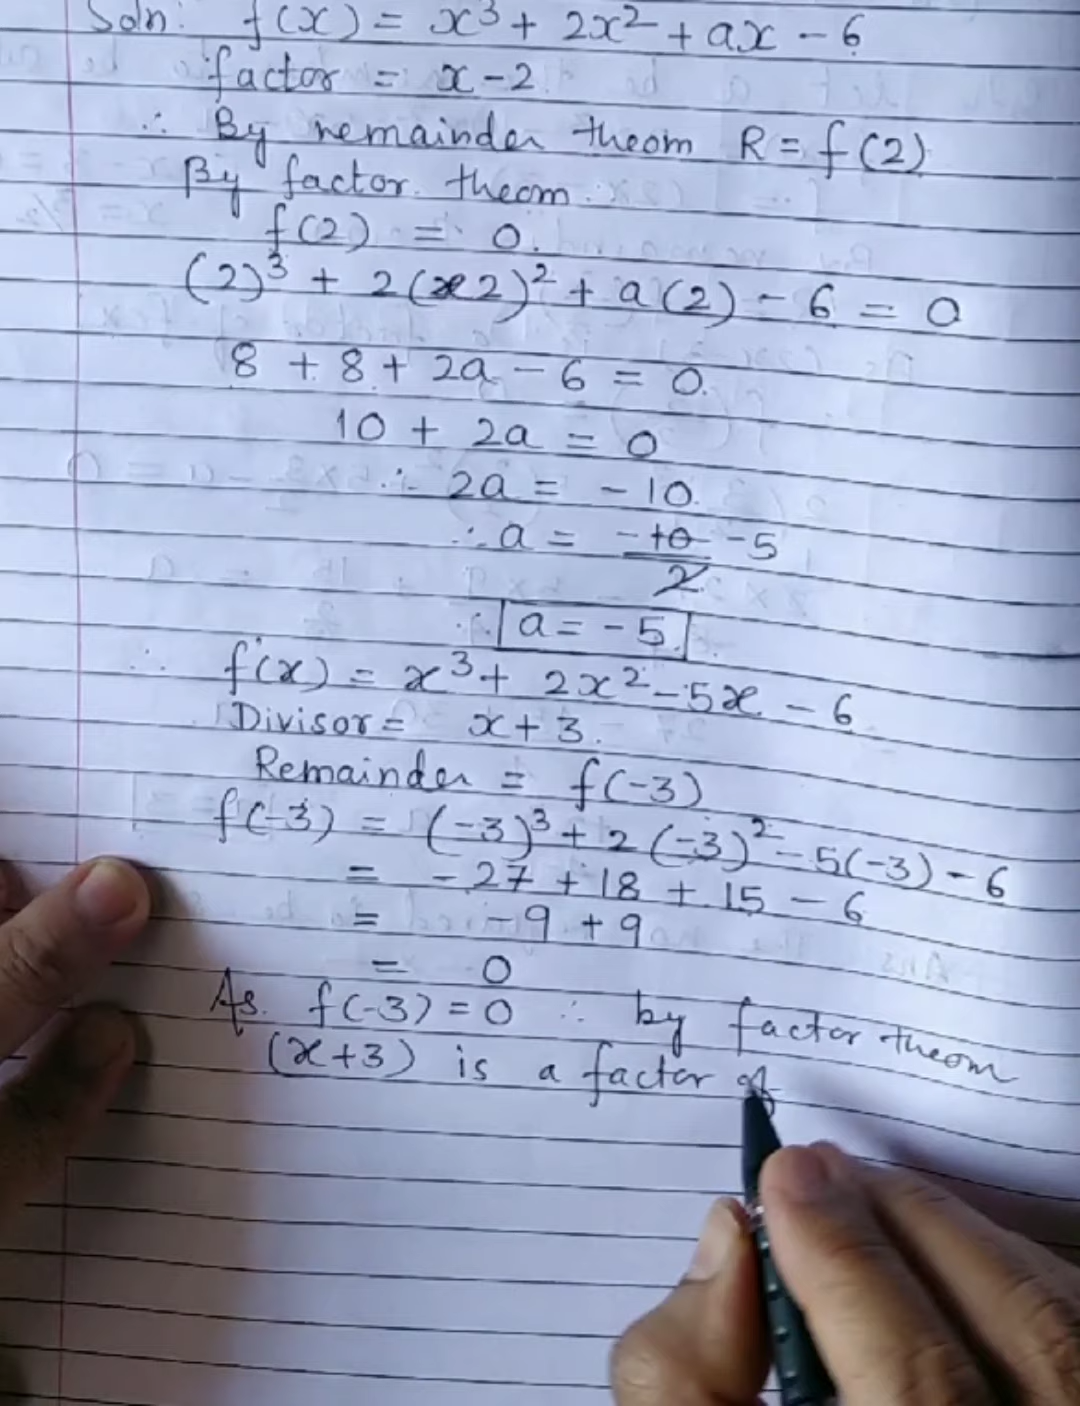 Soln: f(x) = x³ + 2x² + ax - 6
factor = x - 2
∴ By remainder theom R = f(2)
By factor theom
f(2) = 0.
(2)³ + 2(2)² + a(2) - 6 = 0
8 + 8 + 2a - 6 = 0.
10 + 2a = 0
∴ 2a = -10.
∴ a = -10/2 -5
∴ a = -5
∴ f(x) = x³ + 2x² - 5x - 6
Divisor = x + 3.
Remainder = f(-3)
f(-3) = (-3)³ + 2(-3)² - 5(-3) - 6
= -27 + 18 + 15 - 6
= -9 + 9
= 0
As. f(-3) = 0 ∴ by factor theom
(x+3) is a factor of